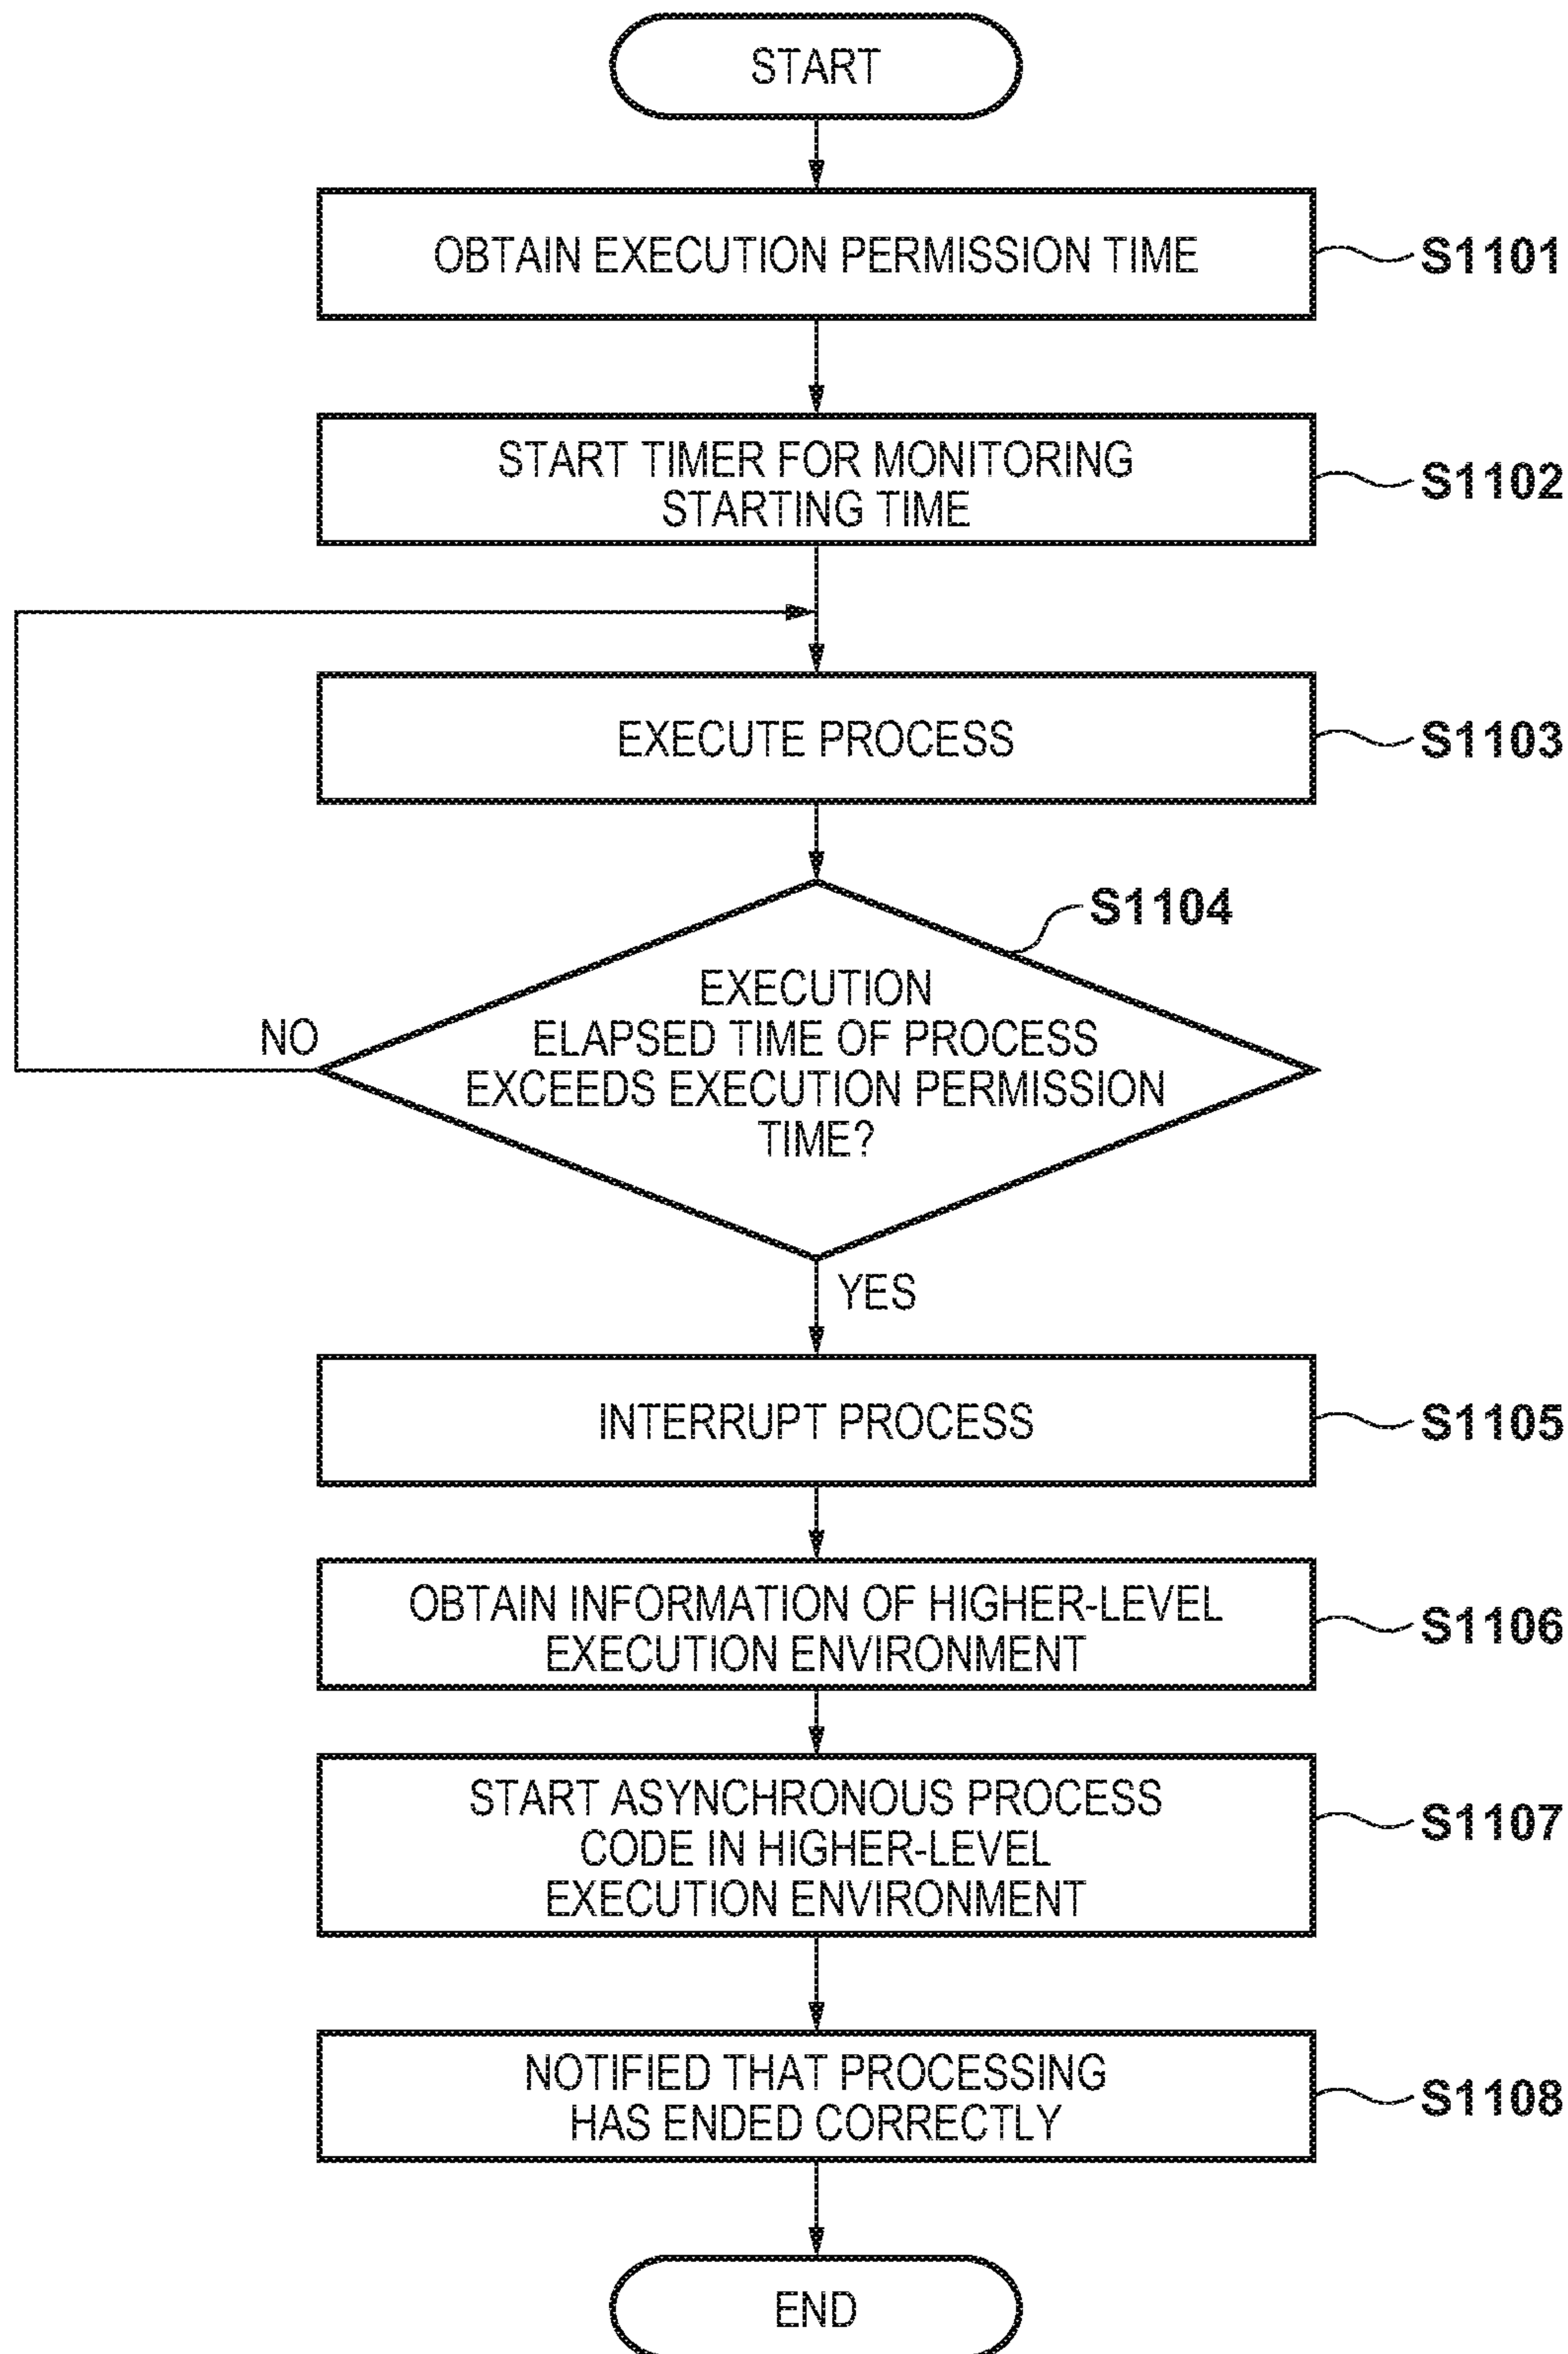 START
OBTAIN EXECUTION PERMISSION TIME
S1101
START TIMER FOR MONITORING
STARTING TIME
S1102
EXECUTE PROCESS
S1103
S1104
EXECUTION
ELAPSED TIME OF PROCESS
EXCEEDS EXECUTION PERMISSION
TIME?
NO
YES
INTERRUPT PROCESS
S1105
OBTAIN INFORMATION OF HIGHER-LEVEL
EXECUTION ENVIRONMENT
S1106
START ASYNCHRONOUS PROCESS
CODE IN HIGHER-LEVEL
EXECUTION ENVIRONMENT
S1107
NOTIFIED THAT PROCESSING
HAS ENDED CORRECTLY
S1108
END